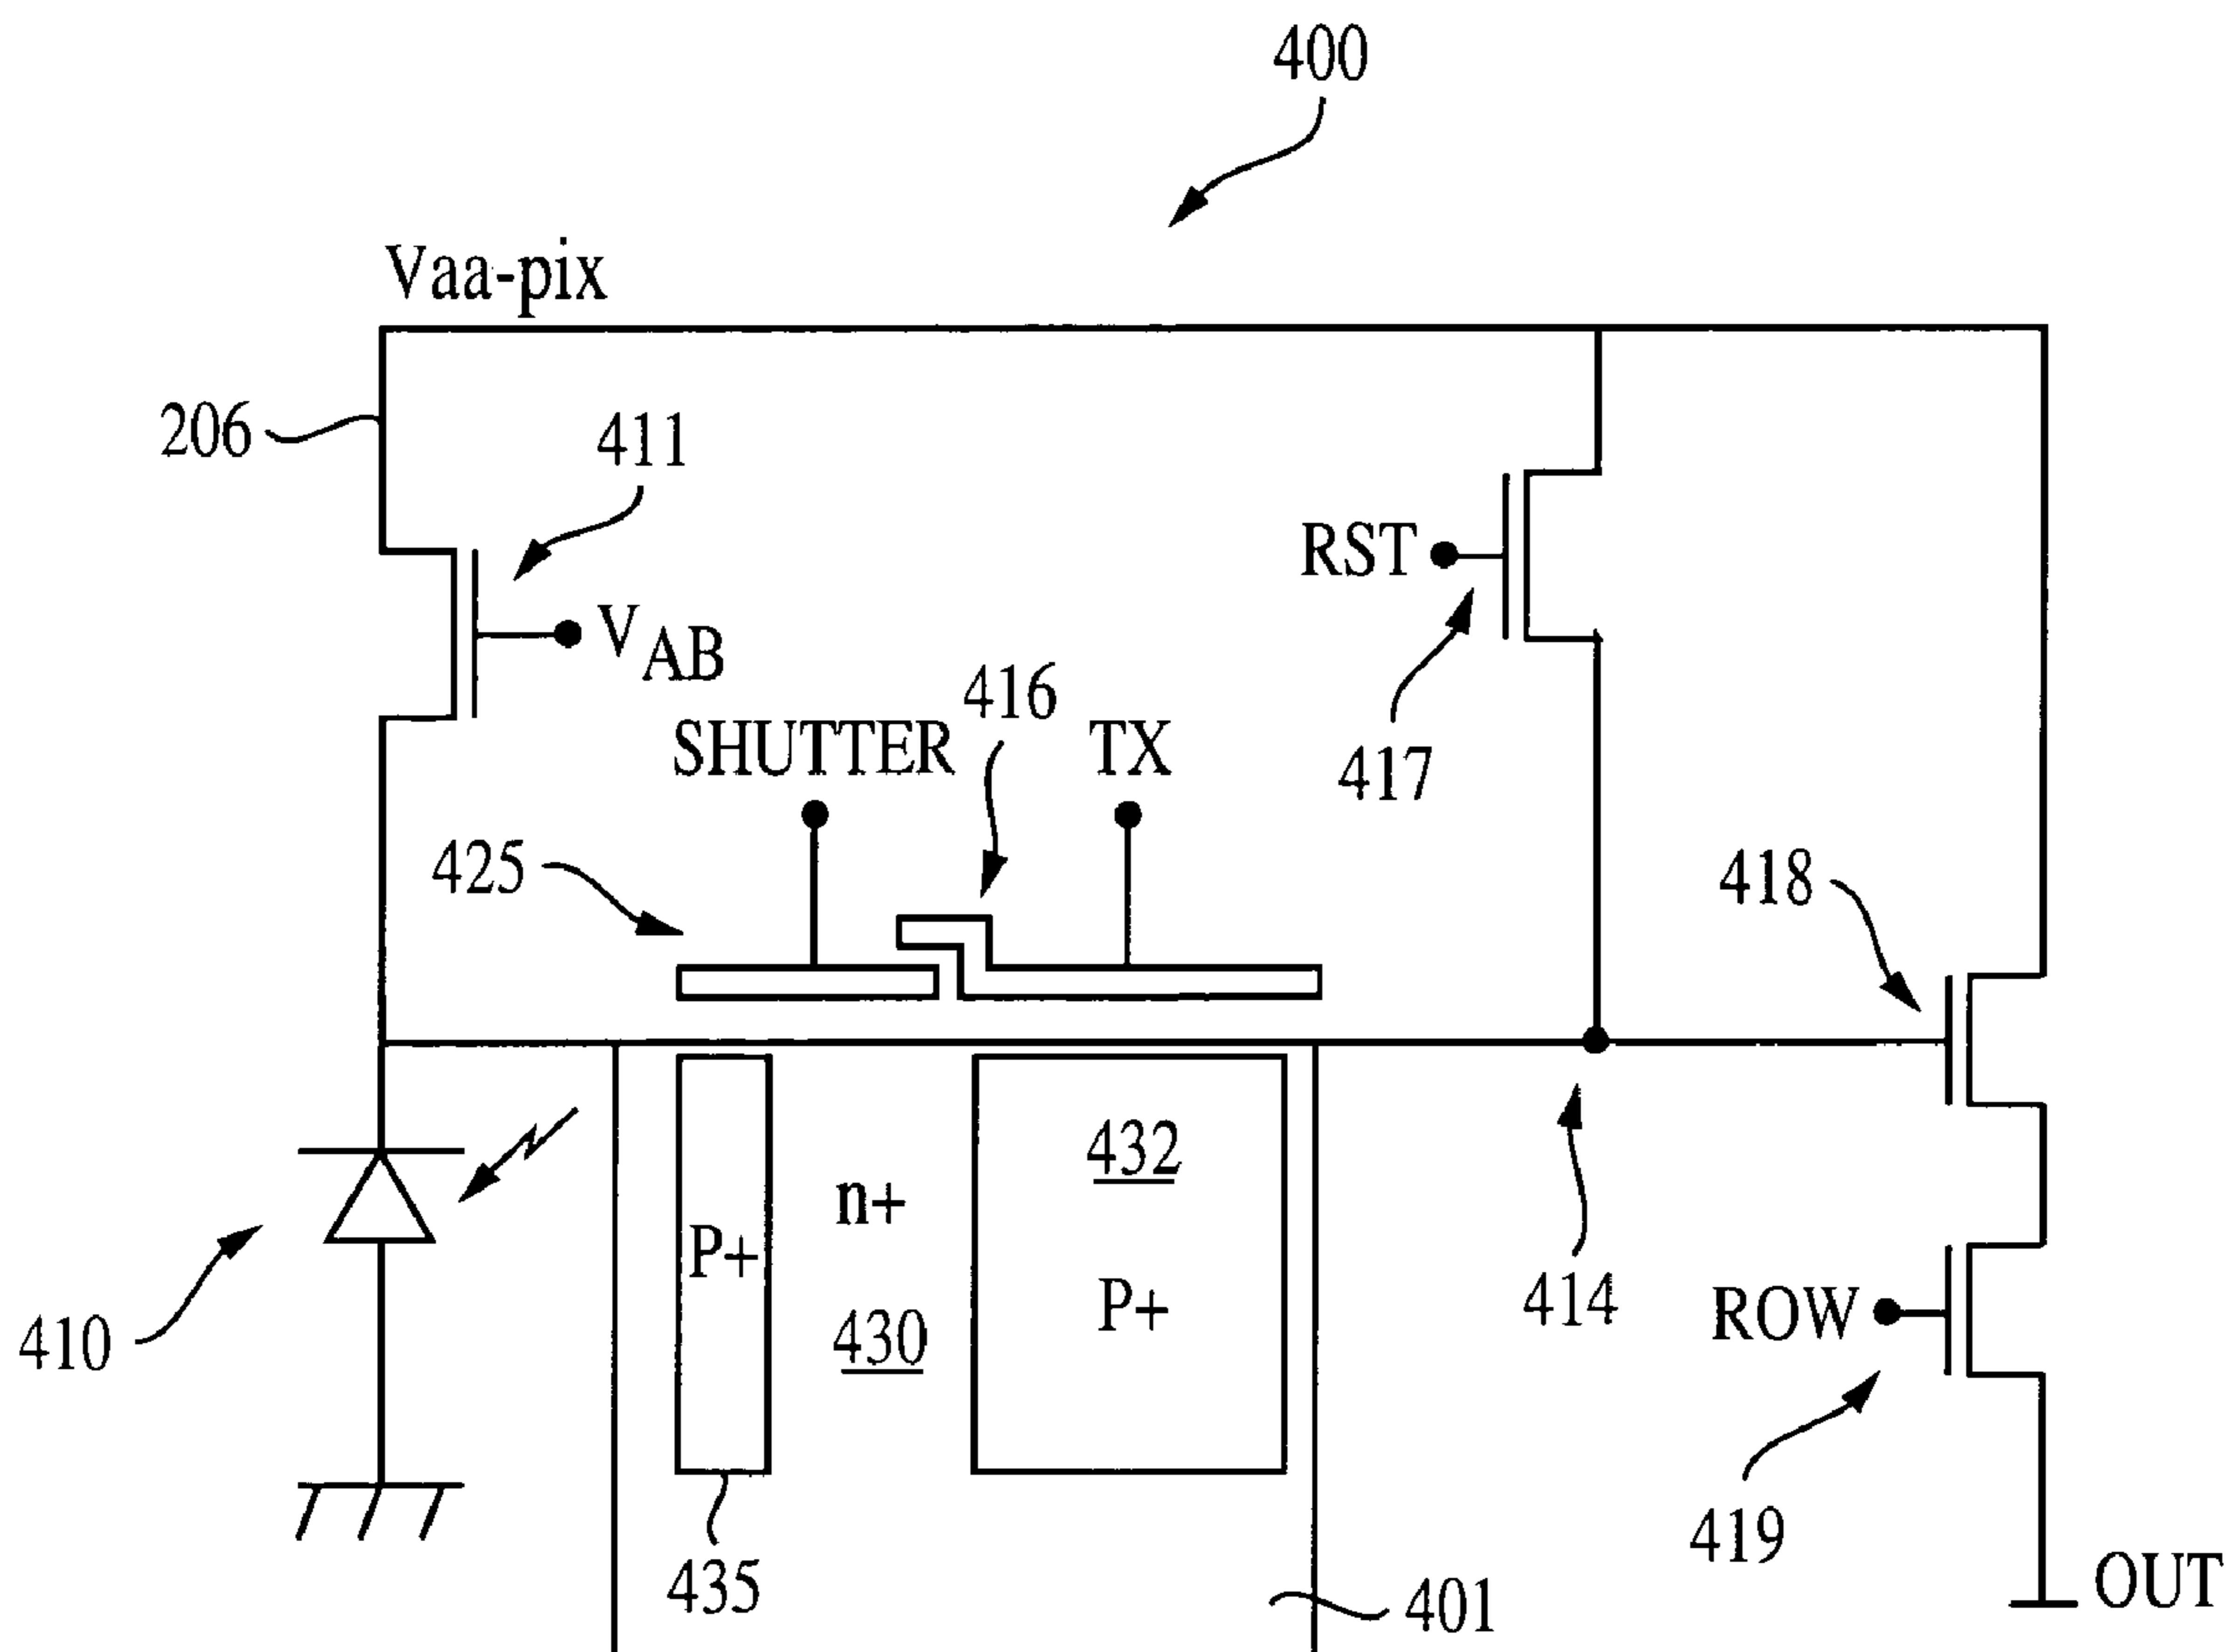 400
Vaa-pix
206
411
RST
VAB
416
SHUTTER
TX
417
425
418
432
n+
P+
P+
430
414
ROW
410
419
435
401
OUT